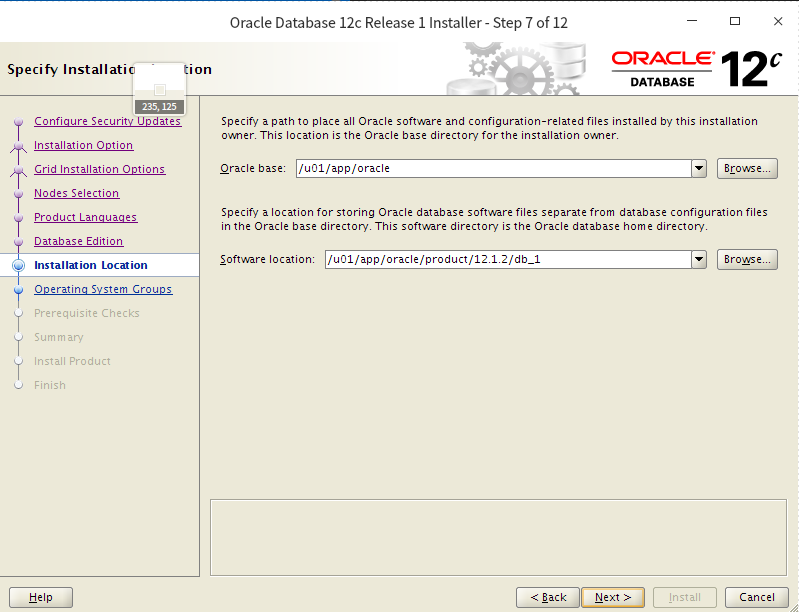 Oracle Database 12c Release 1 Installer - Step 7 of 12
Specify Installation Location
235, 125
ORACLE
DATABASE
12c
Configure Security Updates
Installation Option
Grid Installation Options
Nodes Selection
Product Languages
Database Edition
Installation Location
Operating System Groups
Prerequisite Checks
Summary
Install Product
Finish
Specify a path to place all Oracle software and configuration-related files installed by this installation
owner. This location is the Oracle base directory for the installation owner.
Oracle base: /u01/app/oracle Browse...
Specify a location for storing Oracle database software files separate from database configuration files
in the Oracle base directory. This software directory is the Oracle database home directory.
Software location: /u01/app/oracle/product/12.1.2/db_1 Browse...
Help
< Back Next > Install Cancel